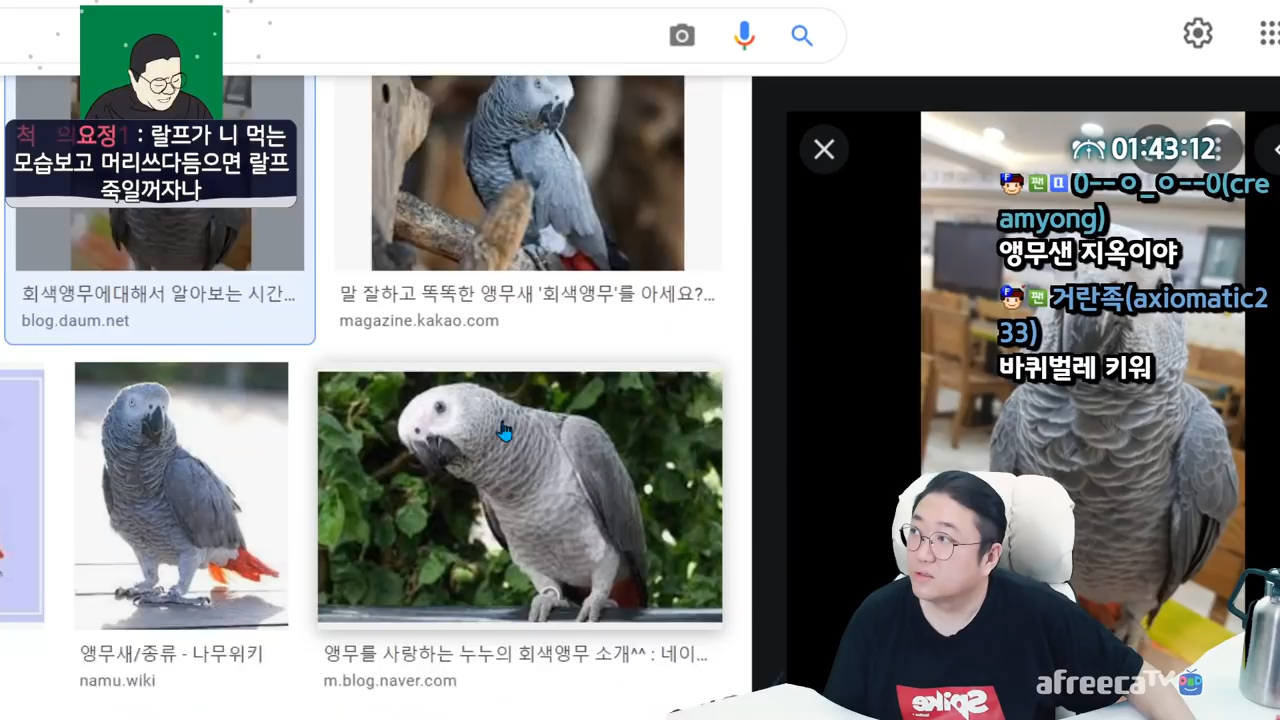 척 의요정1 : 랄프가 니 먹는
모습보고 머리쓰다듬으면 랄프
죽일꺼자나
회색앵무에대해서 알아보는 시간...
blog.daum.net
말 잘하고 똑똑한 앵무새 '회색앵무'를 아세요?...
magazine.kakao.com
앵무새/종류 - 나무위키
namu.wiki
앵무를 사랑하는 누누의 회색앵무 소개^^ : 네이...
m.blog.naver.com
01:43:12
F 팬 0--ㅇ_ㅇ--0(cre
amyong)
앵무샌 지옥이야
F 팬 거란족(axiomatic2
33)
바퀴벌레 키워
Spike
afreecaTV